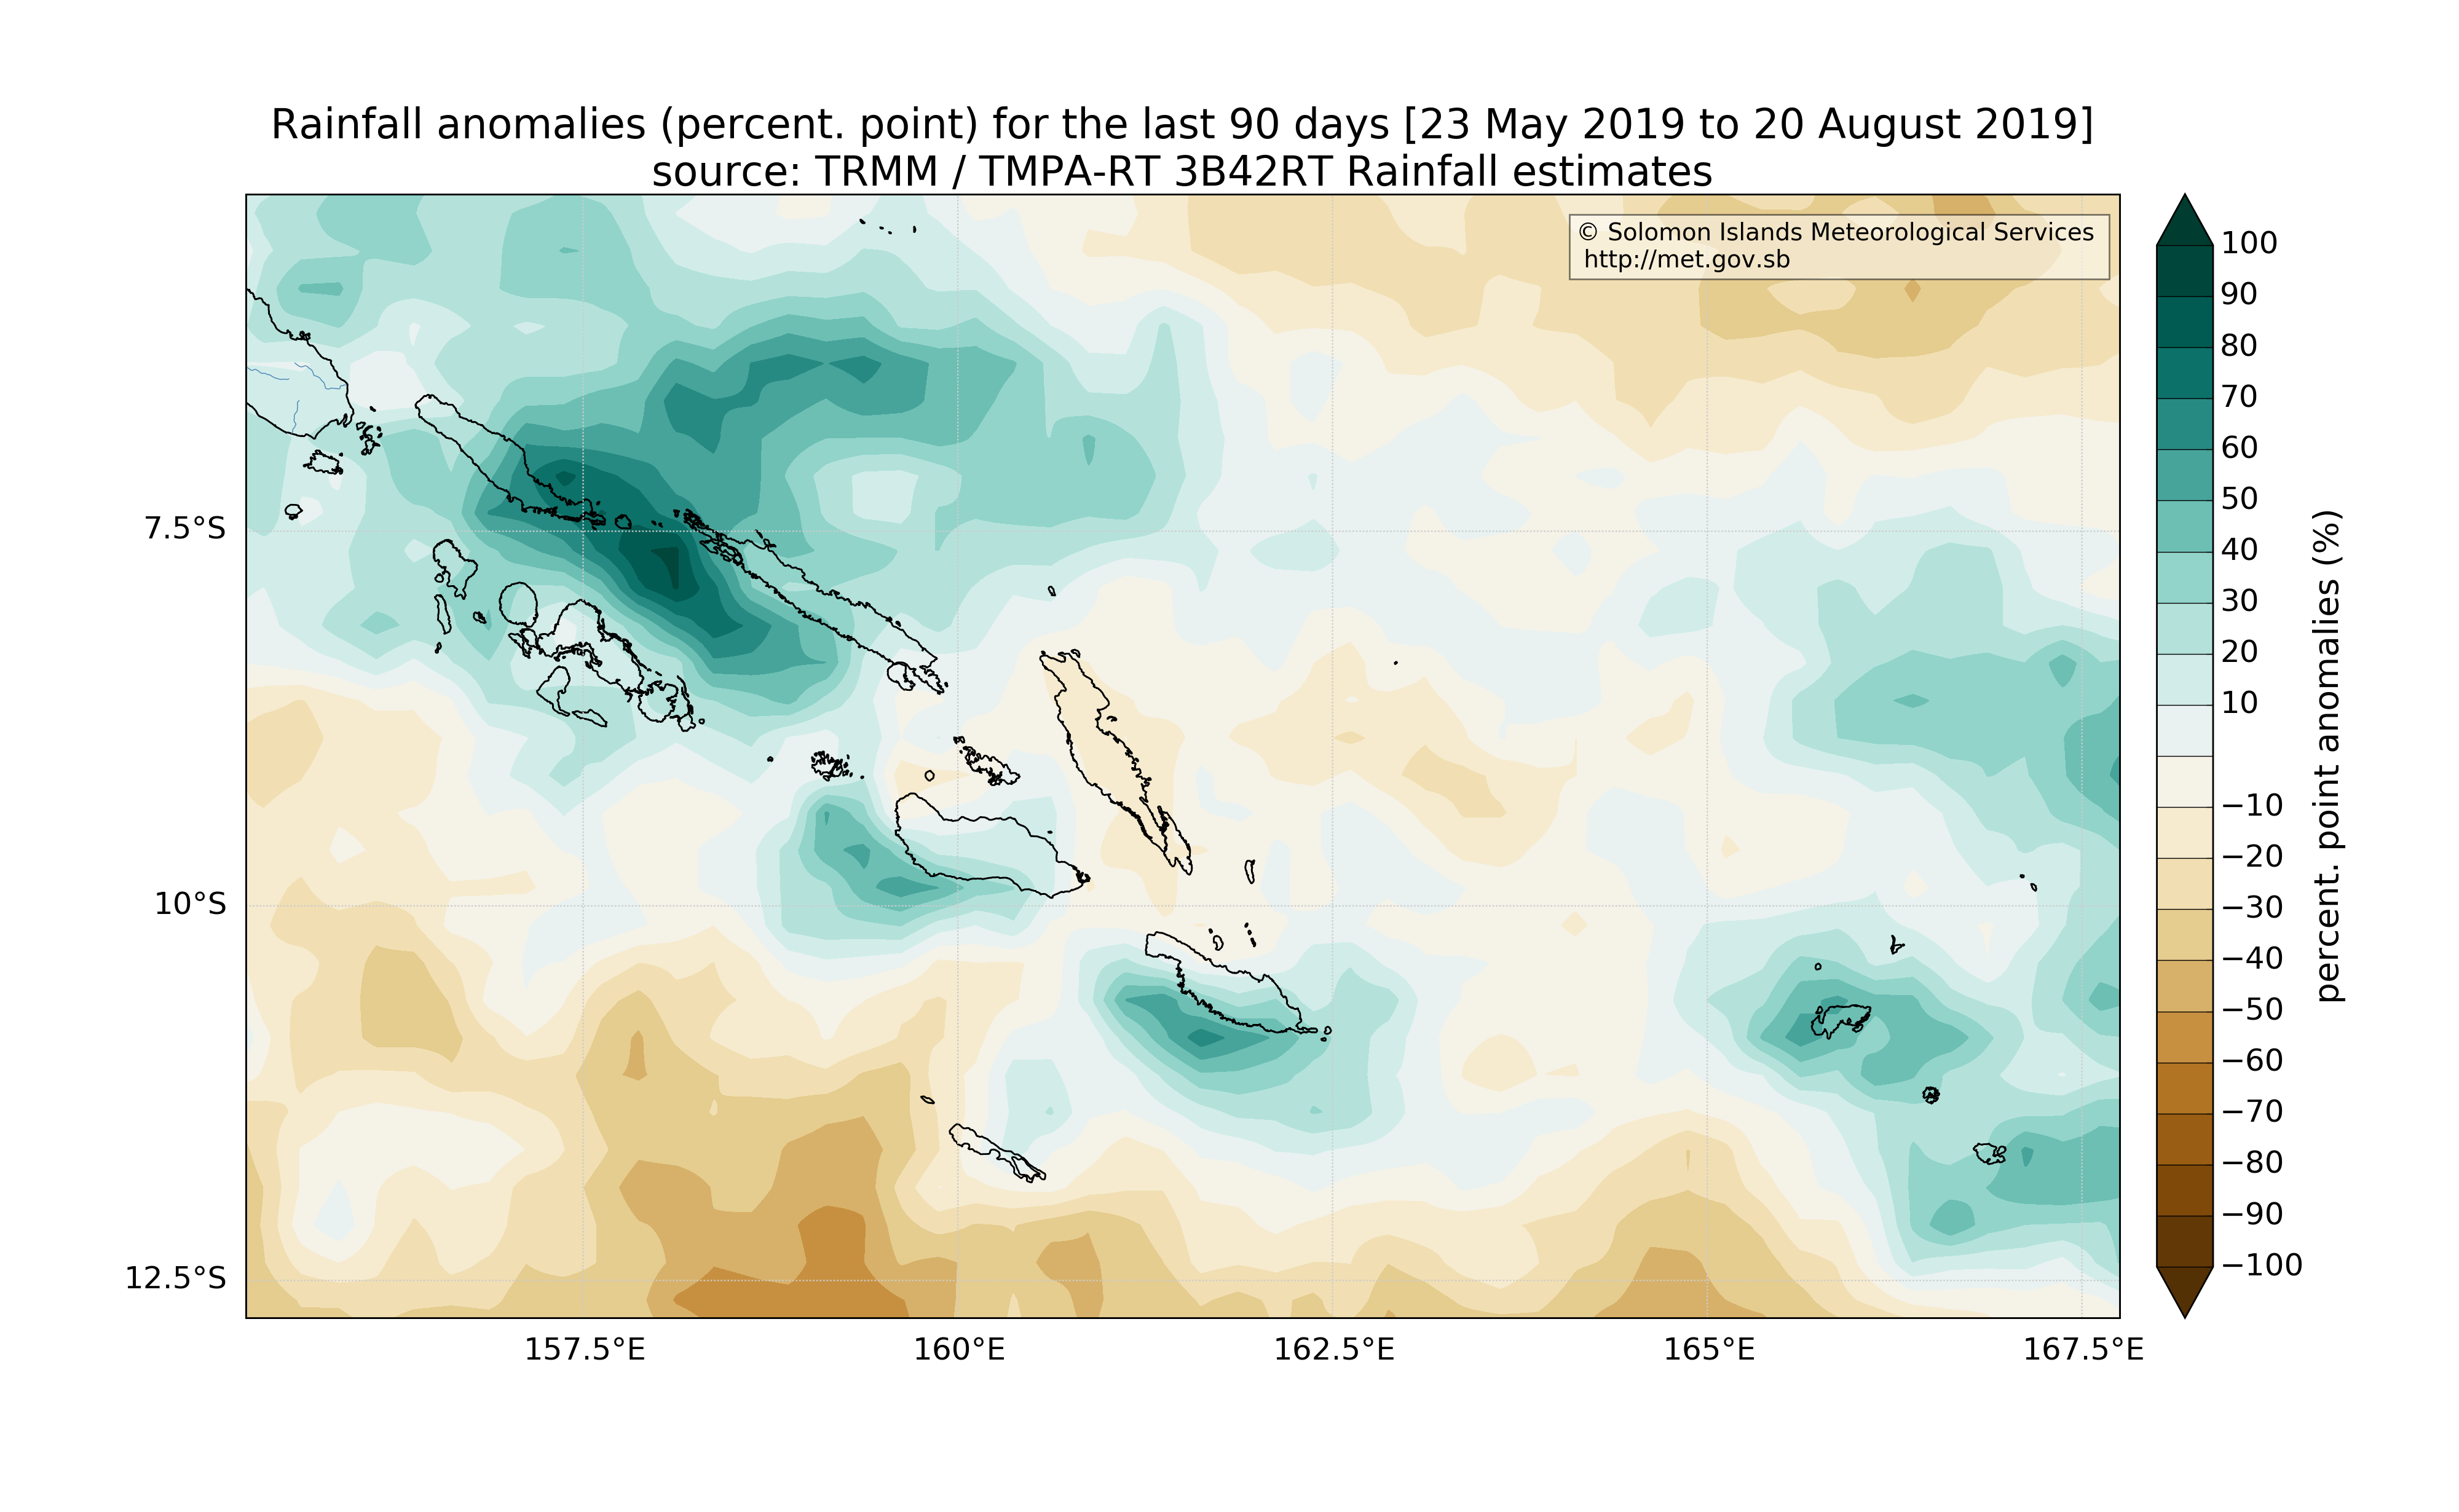 Rainfall anomalies (percent. point) for the last 90 days [23 May 2019 to 20 August 2019]
source: TRMM / TMPA-RT 3B42RT Rainfall estimates
© Solomon Islands Meteorological Services
http://met.gov.sb
7.5°S
10°S
12.5°S
157.5°E
160°E
162.5°E
165°E
167.5°E
100
90
80
70
60
50
40
30
20
10
−10
−20
−30
−40
−50
−60
−70
−80
−90
−100
percent. point anomalies (%)